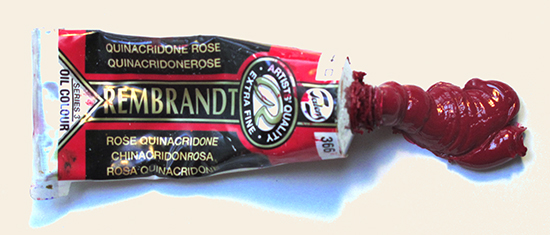 QUINACRIDONE ROSE
QUINACRIDONEROSE
SERIES 3
OIL COLOUR
REMBRANDT
ARTISTS' QUALITY
EXTRA FINE
Talens
366
ROSE QUINACRIDONE
CHINACRIDONROSA
ROSA QUINACRIDON